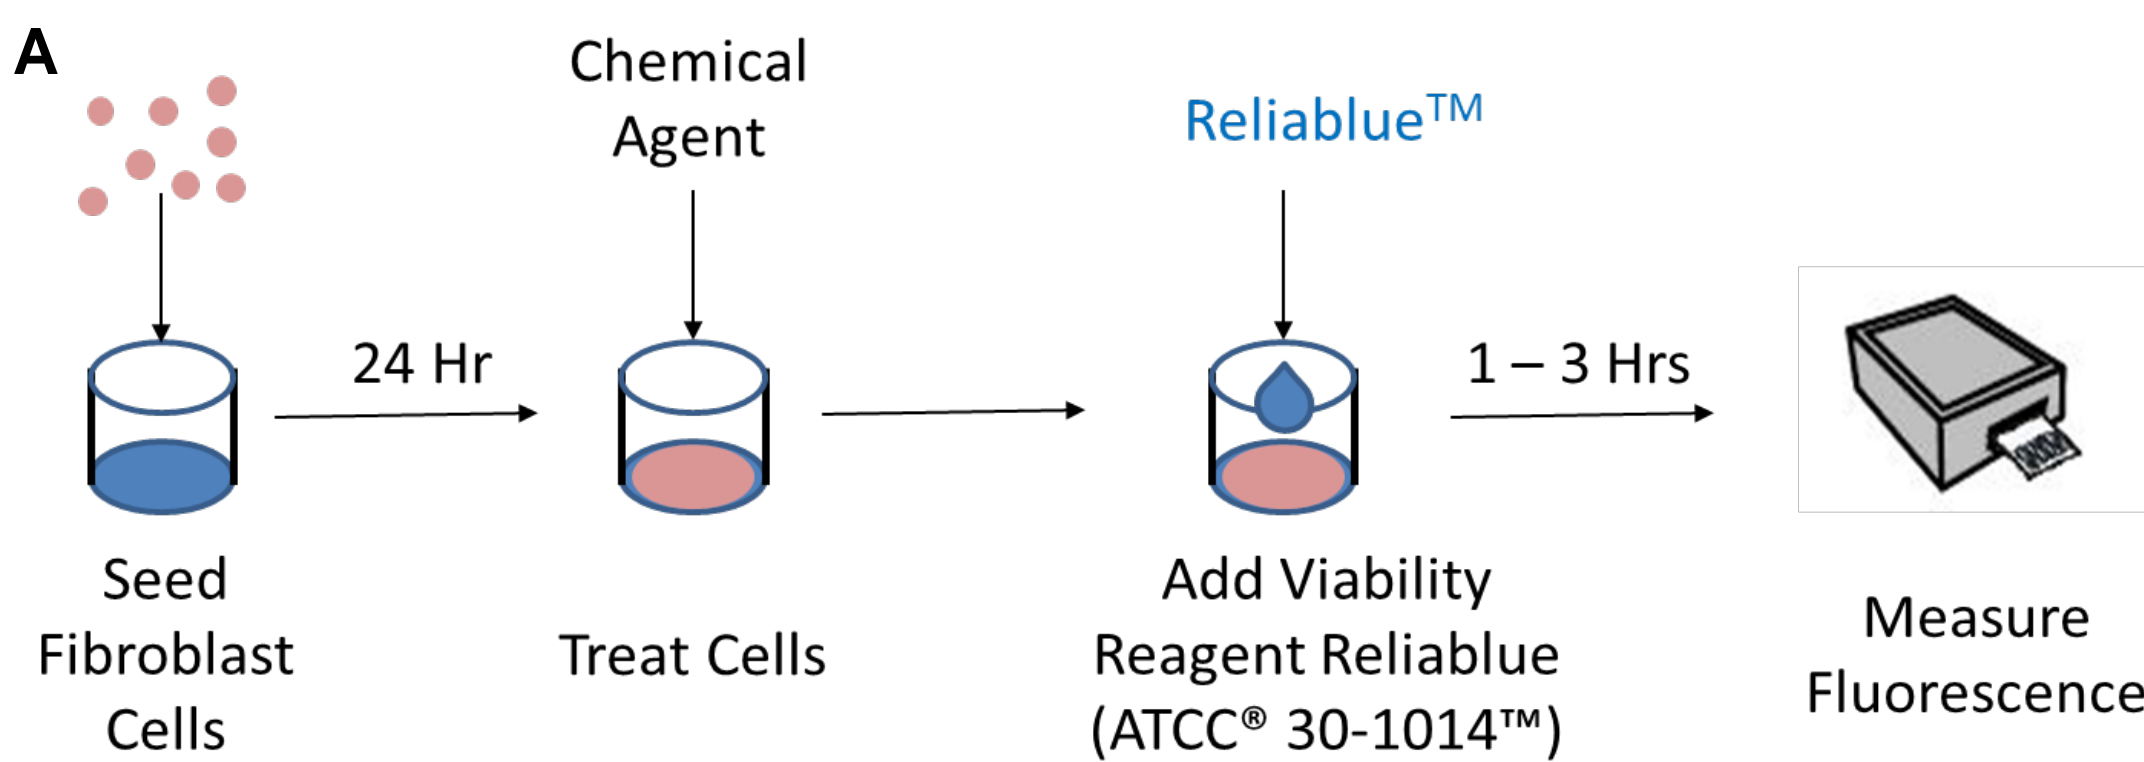 A
Chemical
Agent
Reliablue™
24 Hr
1 – 3 Hrs
Seed
Fibroblast
Cells
Treat Cells
Add Viability
Reagent Reliablue
(ATCC® 30-1014™)
Measure
Fluorescence